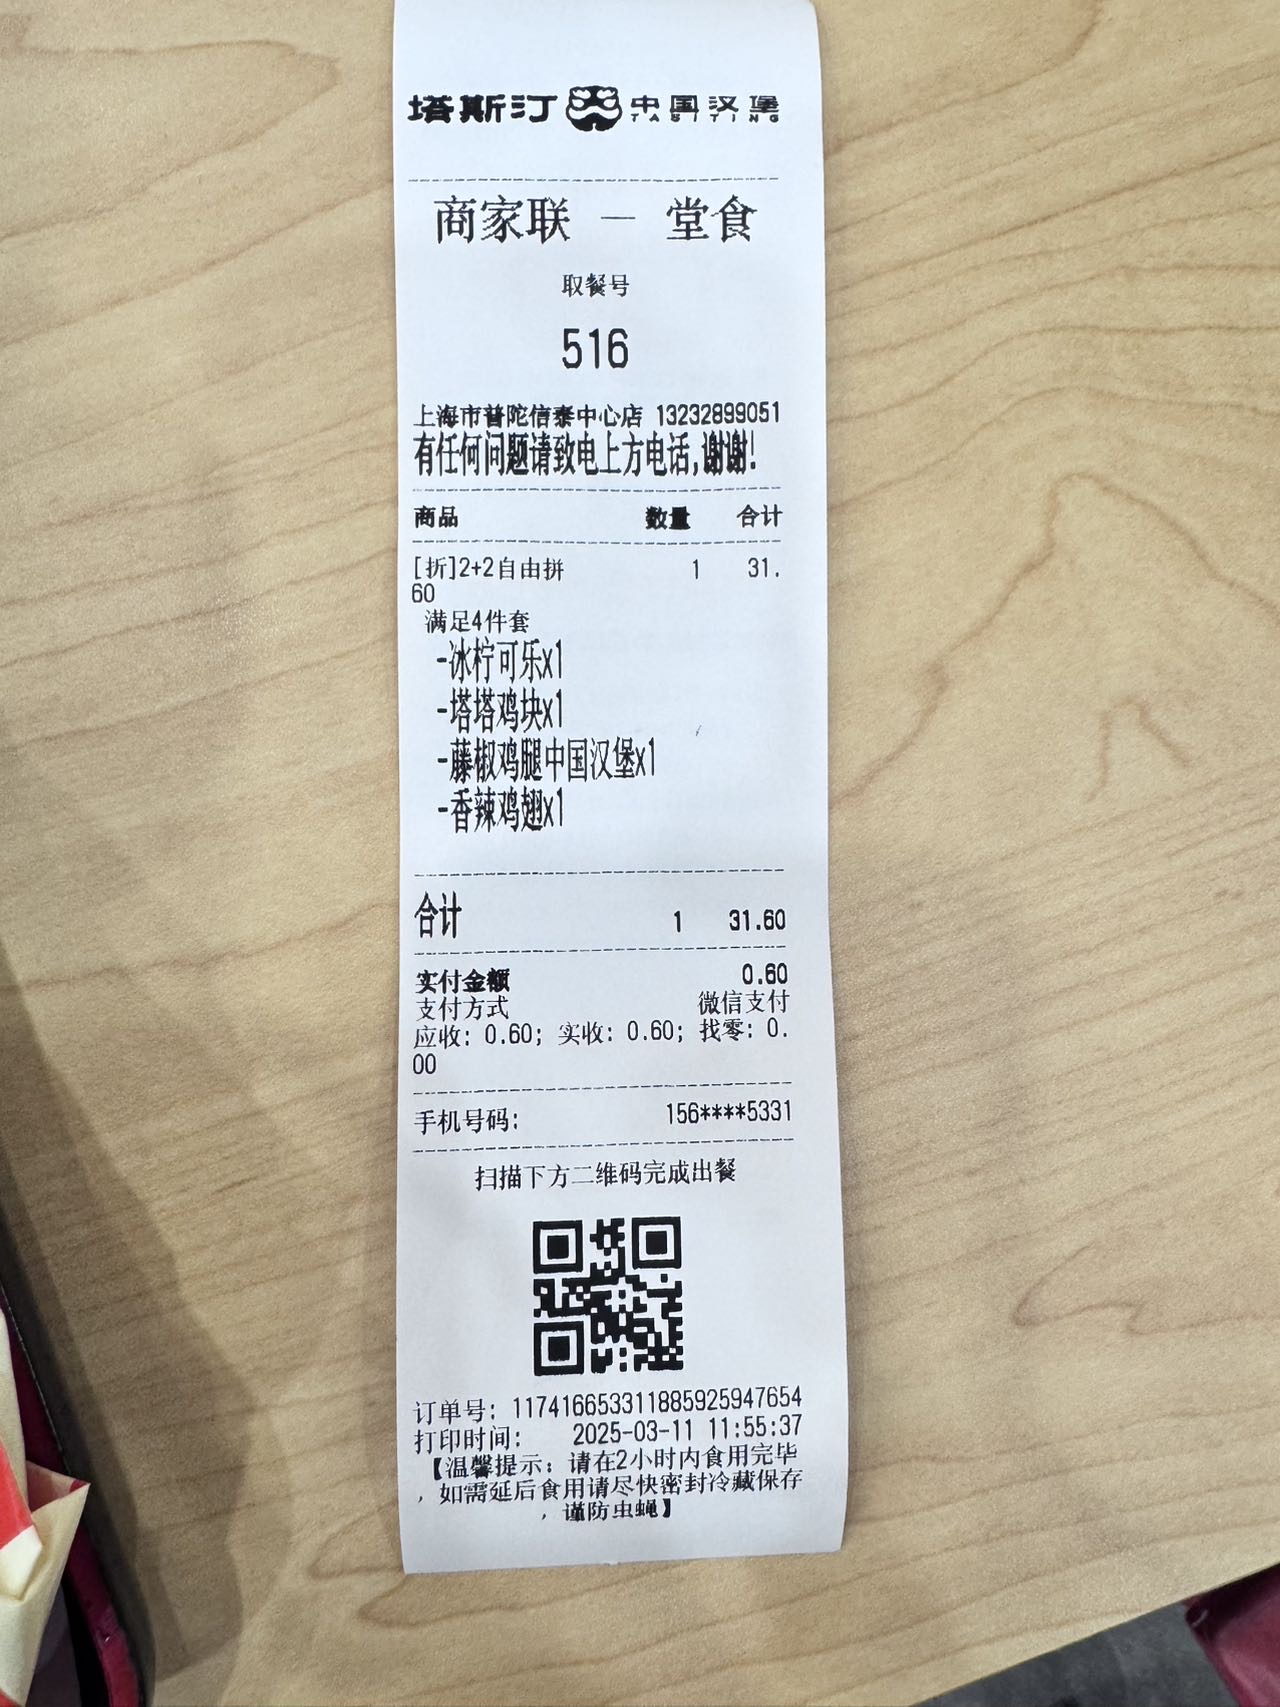 塔斯汀 中国汉堡
TASITING
商家联 — 堂食
取餐号
516
上海市普陀信泰中心店 13232899051
有任何问题请致电上方电话,谢谢!
商品 数量 合计
[折]2+2自由拼 1 31.
60
满足4件套
-冰柠可乐x1
-塔塔鸡块x1
-藤椒鸡腿中国汉堡x1
-香辣鸡翅x1
合计 1 31.60
实付金额 0.60
支付方式 微信支付
应收: 0.60; 实收: 0.60; 找零: 0.
00
手机号码: 156****5331
扫描下方二维码完成出餐
订单号: 117416653311885925947654
打印时间: 2025-03-11 11:55:37
【温馨提示: 请在2小时内食用完毕
, 如需延后食用请尽快密封冷藏保存
, 谨防虫蝇】